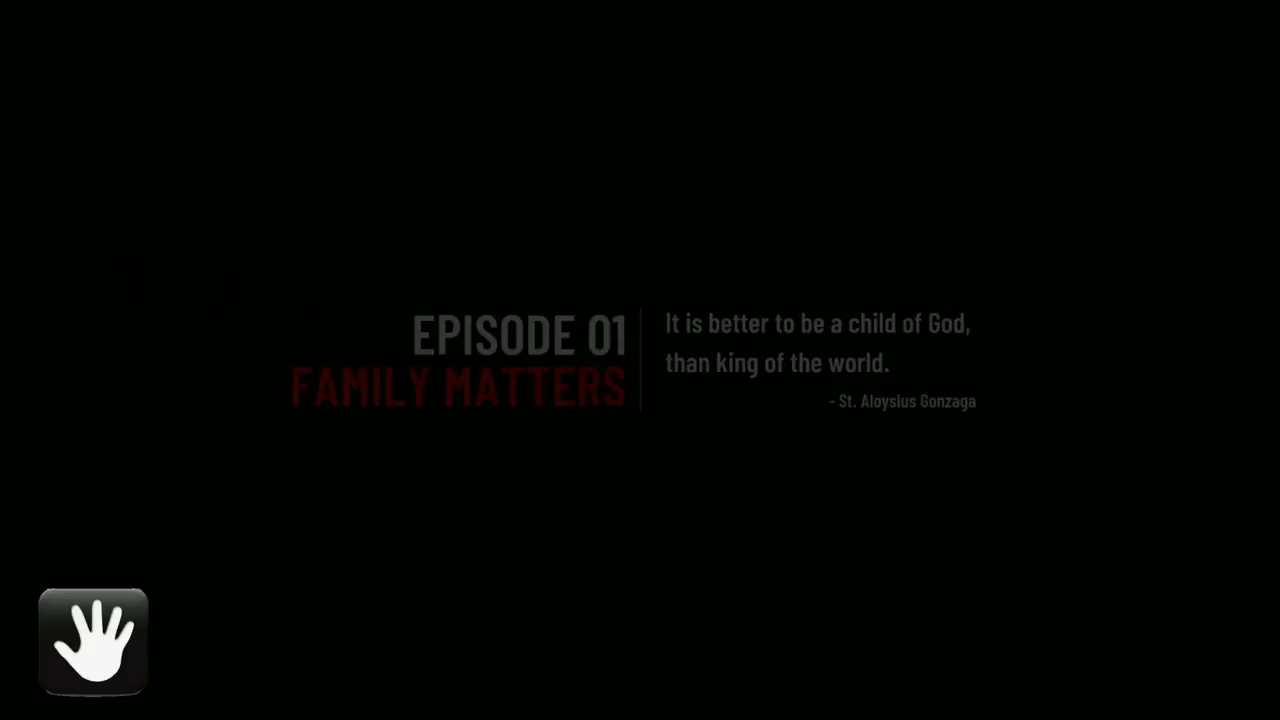 EPISODE 01
FAMILY MATTERS
It is better to be a child of God,
than king of the world.
- St. Aloysius Gonzaga